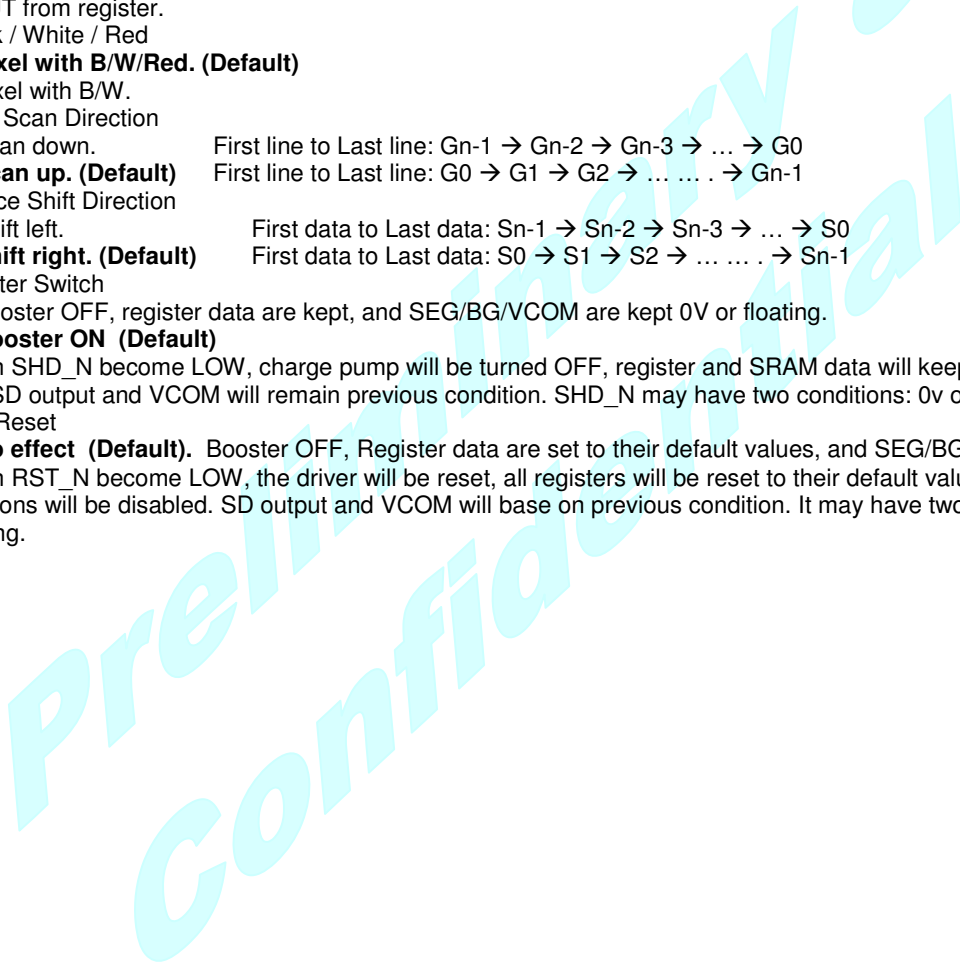 T from register.
/ White / Red
xel with B/W/Red. (Default)
xel with B/W.
Scan Direction
an down. First line to Last line: Gn-1 → Gn-2 → Gn-3 → … → G0
can up. (Default) First line to Last line: G0 → G1 → G2 → … … . → Gn-1
ce Shift Direction
ift left. First data to Last data: Sn-1 → Sn-2 → Sn-3 → … → S0
hift right. (Default) First data to Last data: S0 → S1 → S2 → … … . → Sn-1
ter Switch
oster OFF, register data are kept, and SEG/BG/VCOM are kept 0V or floating.
ooster ON (Default)
n SHD_N become LOW, charge pump will be turned OFF, register and SRAM data will keep
SD output and VCOM will remain previous condition. SHD_N may have two conditions: 0v o
Reset
o effect (Default). Booster OFF, Register data are set to their default values, and SEG/BG
n RST_N become LOW, the driver will be reset, all registers will be reset to their default valu
ons will be disabled. SD output and VCOM will base on previous condition. It may have two
ng.
Preliminary
Confidential